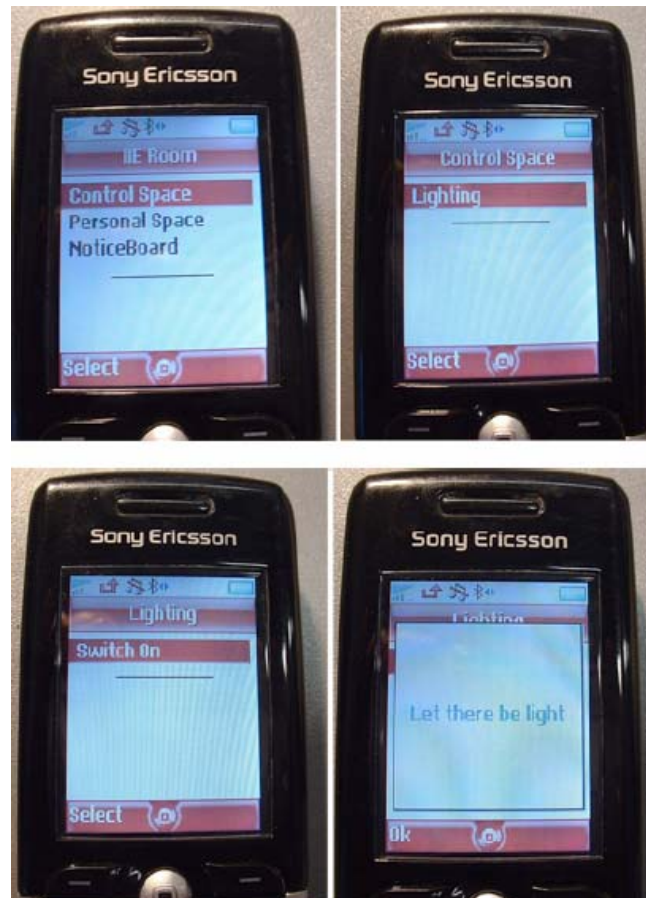 Sony Ericsson
IIE Room
Control Space
Personal Space
NoticeBoard
Select
Sony Ericsson
Control Space
Lighting
Select
Sony Ericsson
Lighting
Switch On
Select
Sony Ericsson
Lighting
Let there be light
Ok